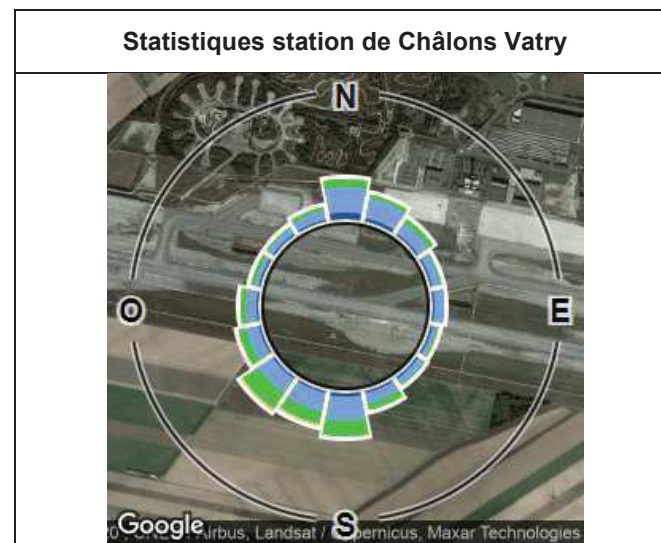 Statistiques station de Châlons Vatry
N
O
E
S
Google
Airbus, Landsat / Copernicus, Maxar Technologies